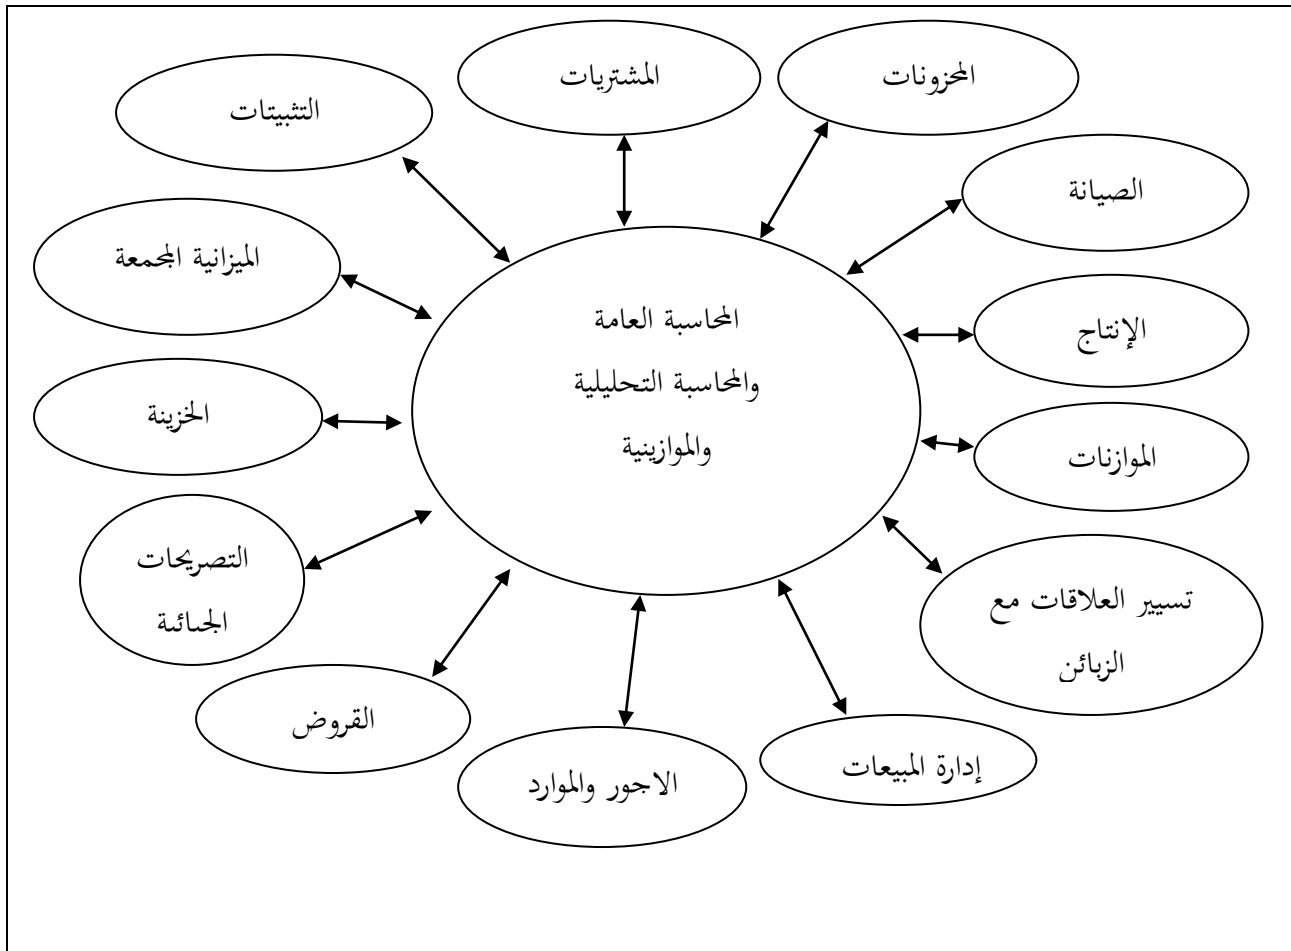 المخزونات
المشتريات
التثبيتات
الصيانة
الميزانية المجمعة
الإنتاج
المحاسبة العامة
والمحاسبة التحليلية
والموازينية
الخزينة
الموازنات
التصريحات
الجبائية
تسيير العلاقات مع
الزبائن
القروض
إدارة المبيعات
الاجور والموارد